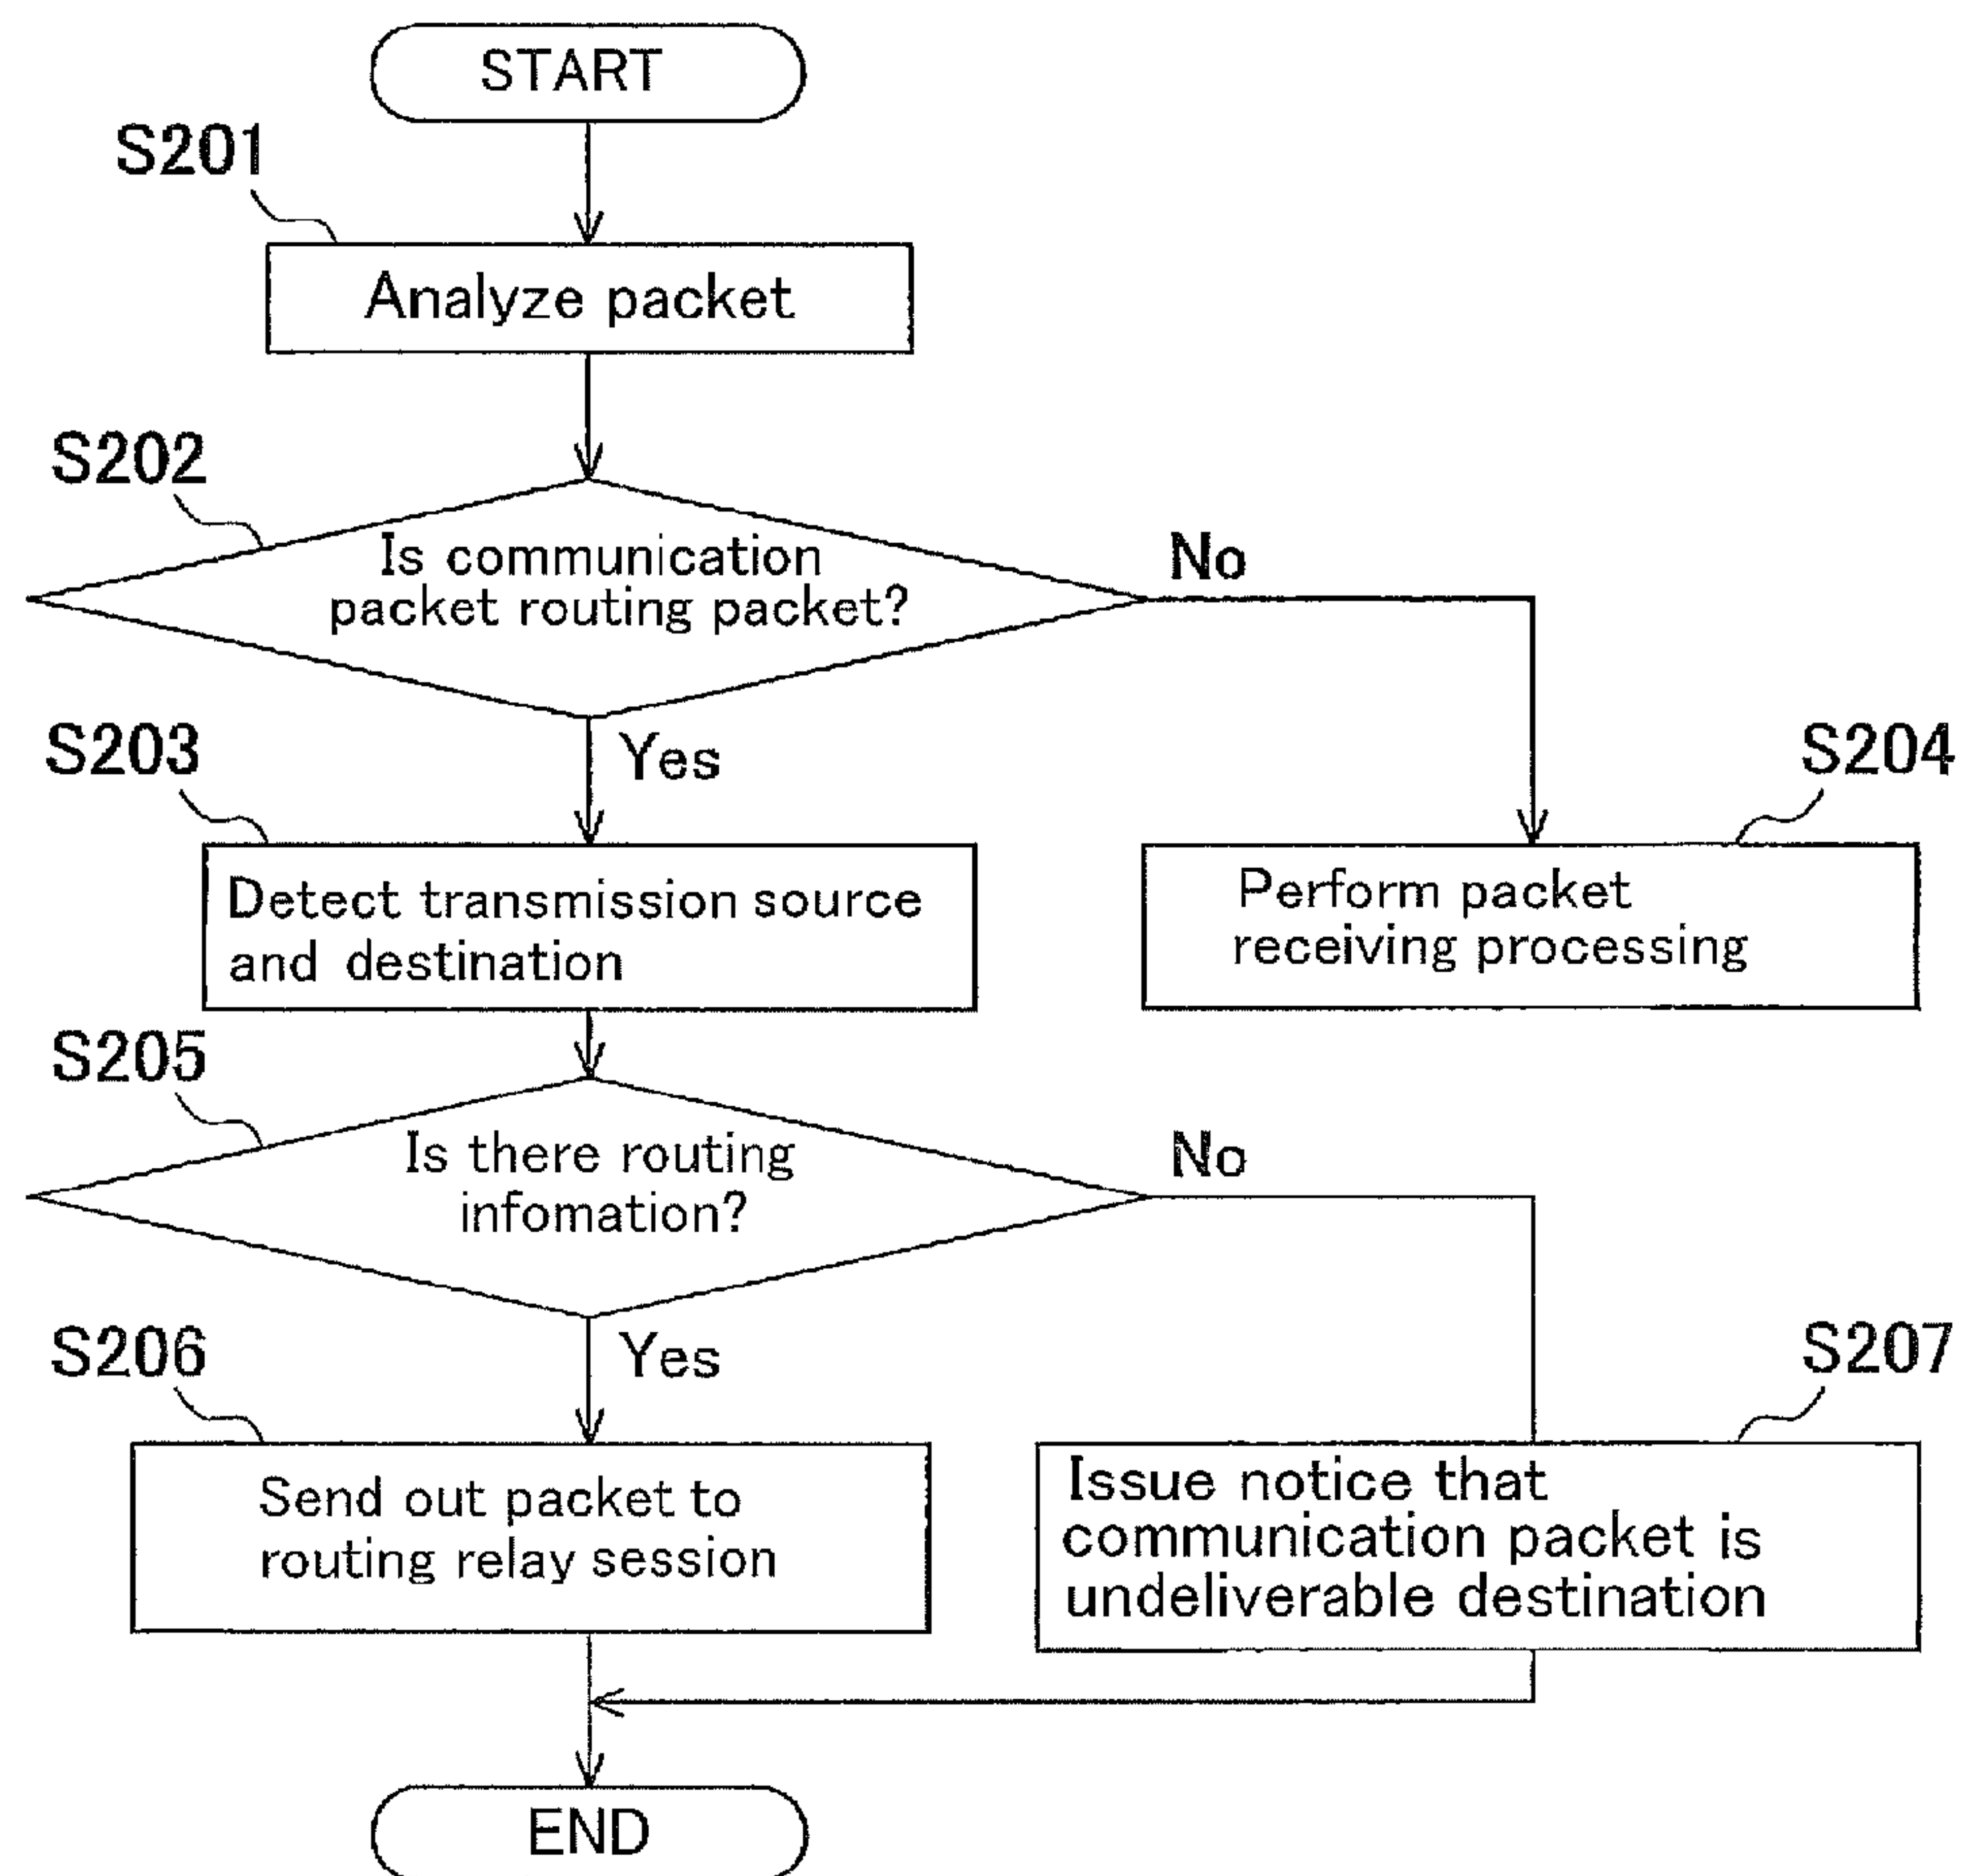 START
S201
Analyze packet
S202
Is communication
packet routing packet?
No
Yes
S203
Detect transmission source
and destination
S204
Perform packet
receiving processing
S205
Is there routing
infomation?
No
Yes
S206
Send out packet to
routing relay session
S207
Issue notice that
communication packet is
undeliverable destination
END